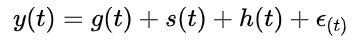 y(t) = g(t) + s(t) + h(t) + ϵ(t)